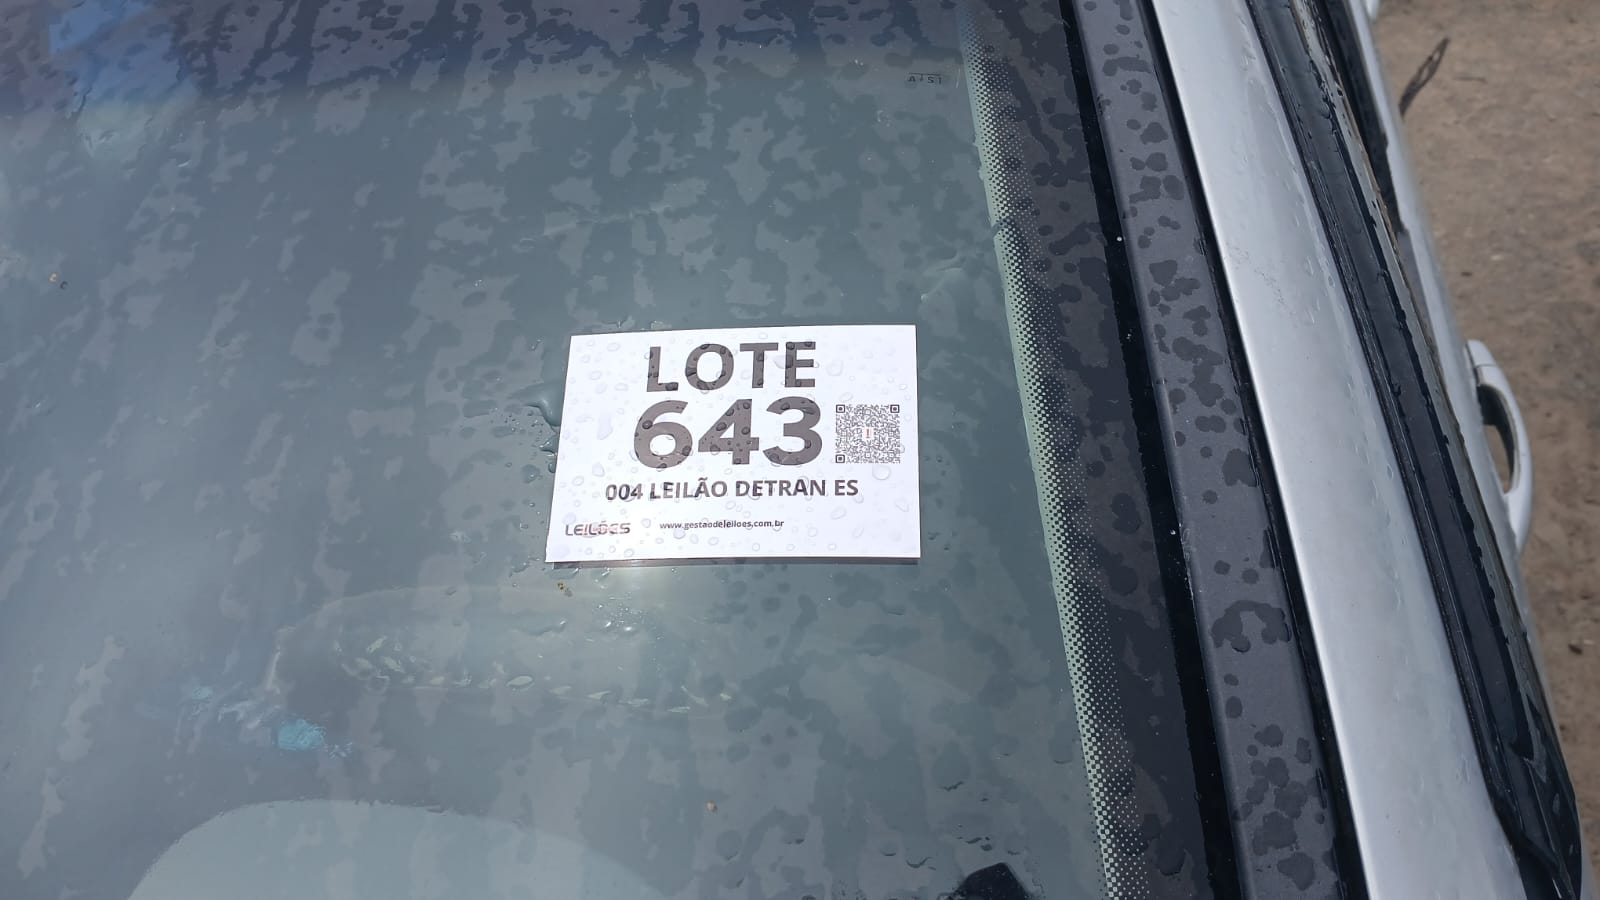 LOTE
643
004 LEILÃO DETRAN ES
LEILÕES www.gestaodeleiloes.com.br